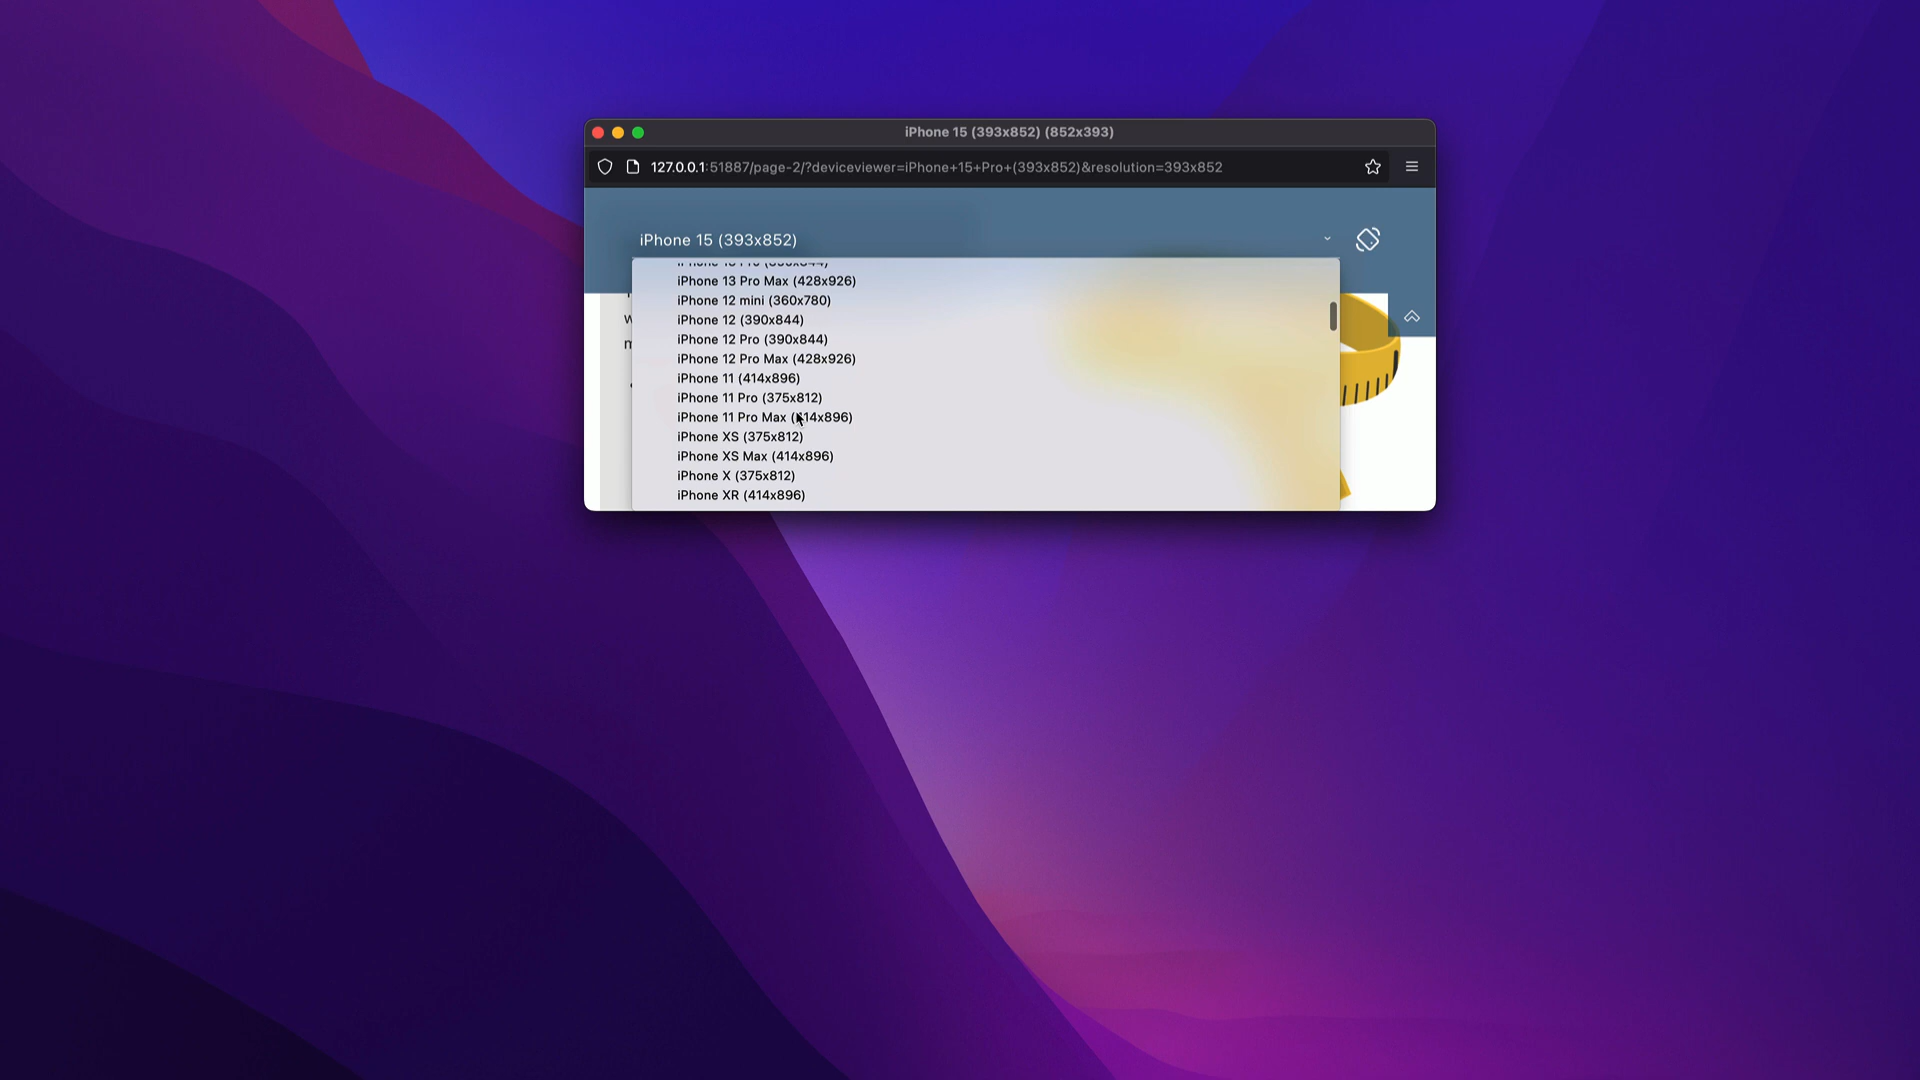 iPhone 15 (393x852) (852x393)
127.0.0.1:51887/page-2/?deviceviewer=iPhone+15+Pro+(393x852)&resolution=393x852
iPhone 15 (393x852)
iPhone 13 Pro Max (428x926)
iPhone 12 mini (360x780)
iPhone 12 (390x844)
iPhone 12 Pro (390x844)
iPhone 12 Pro Max (428x926)
iPhone 11 (414x896)
iPhone 11 Pro (375x812)
iPhone 11 Pro Max (414x896)
iPhone XS (375x812)
iPhone XS Max (414x896)
iPhone X (375x812)
iPhone XR (414x896)